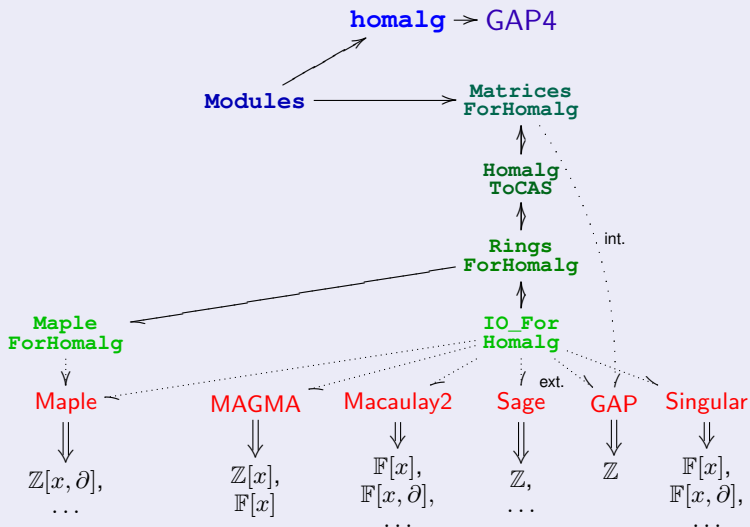 homalg GAP4
Modules
Matrices
ForHomalg
Homalg
ToCAS
int.
Rings
ForHomalg
Maple
ForHomalg
IO_For
Homalg
ext.
Maple MAGMA Macaulay2 Sage GAP Singular
ℤ[x, ∂], ℤ[x], 𝔽[x], ℤ, ℤ 𝔽[x],
... 𝔽[x] 𝔽[x, ∂], ... 𝔽[x, ∂],
... ...